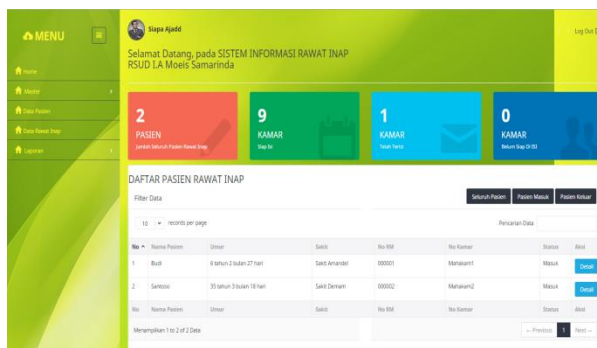 MENU
Home
Master
Data Pasien
Data Rawat Inap
Laporan
Siapa Ajadd
Log Out
Selamat Datang, pada SISTEM INFORMASI RAWAT INAP
RSUD I.A Moeis Samarinda
2
PASIEN
Jumlah Seluruh Pasien Rawat Inap
9
KAMAR
Siap Isi
1
KAMAR
Telah Terisi
0
KAMAR
Belum Siap Di ISI
DAFTAR PASIEN RAWAT INAP
Filter Data
Seluruh Pasien Pasien Masuk Pasien Keluar
10 records per page
Pencarian Data
No Nama Pasien Umur Sakit No RM No Kamar Status Aksi
1 Budi 6 tahun 2 bulan 27 hari Sakit Amandel 000001 Mahakam1 Masuk Detail
2 Santoso 35 tahun 3 bulan 18 hari Sakit Demam 000002 Mahakam2 Masuk Detail
No Nama Pasien Umur Sakit No RM No Kamar Status Aksi
Menampilkan 1 to 2 of 2 Data
← Previous 1 Next →